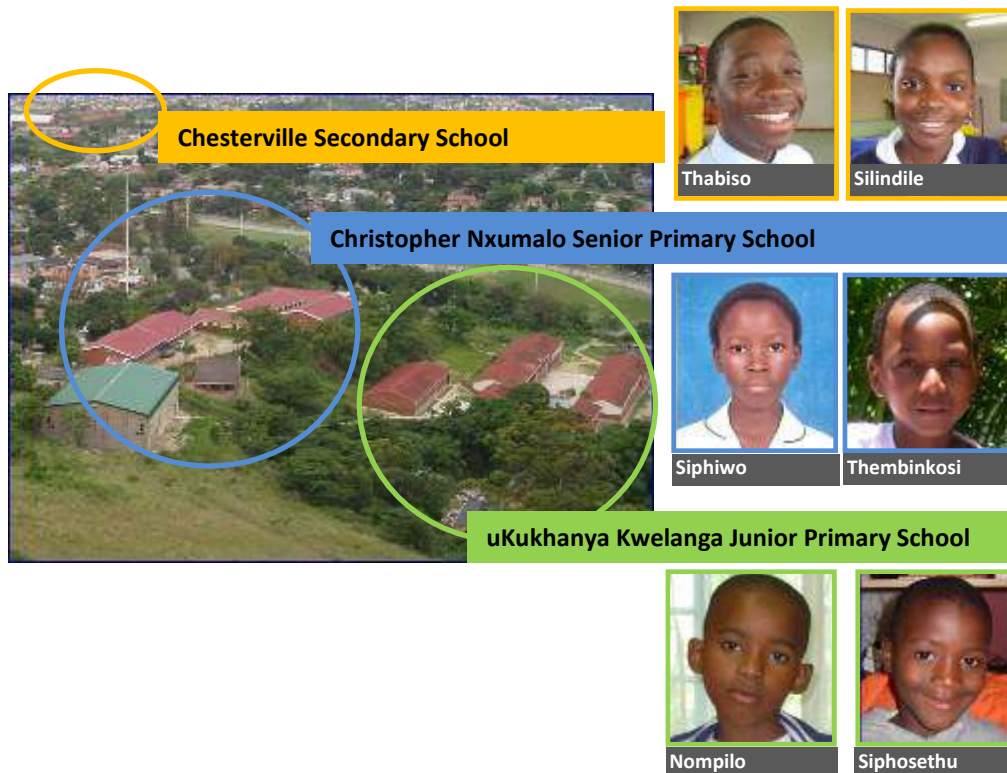 Chesterville Secondary School
Thabiso
Silindile
Christopher Nxumalo Senior Primary School
Siphiwo
Thembinkosi
uKukhanya Kwelanga Junior Primary School
Nompilo
Siphosethu